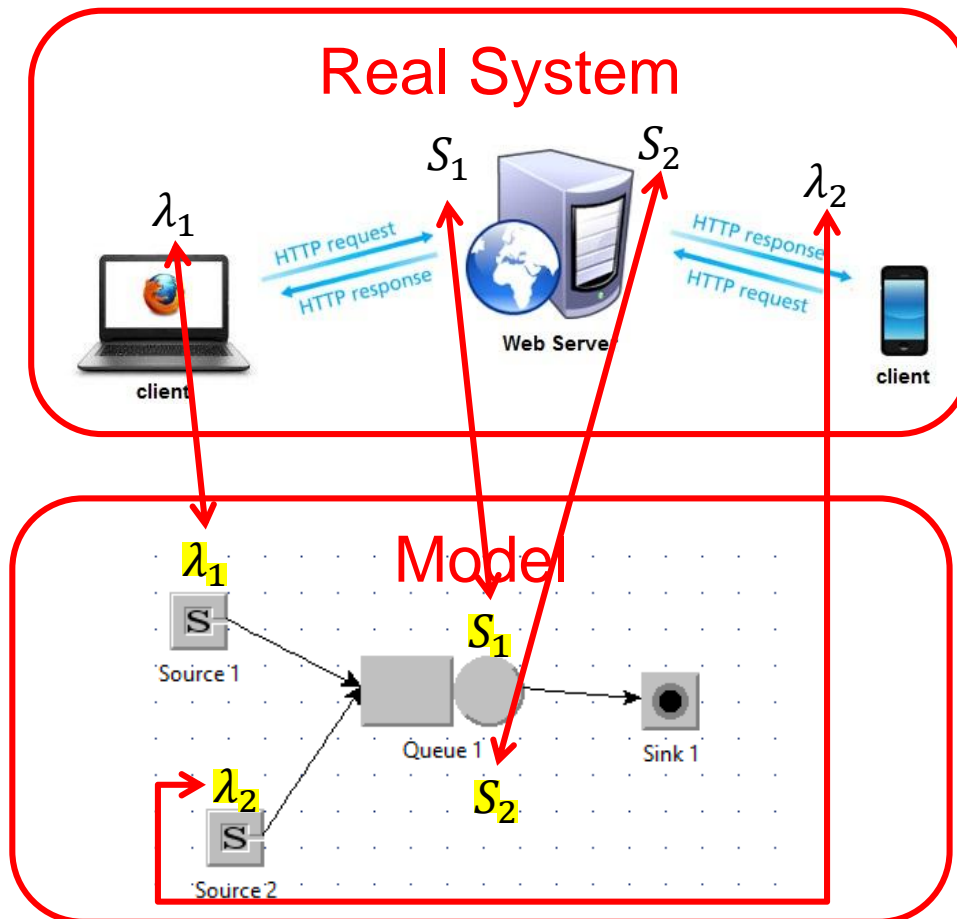 Real System
S₁
S₂
λ₁
λ₂
HTTP request
HTTP response
HTTP response
HTTP request
Web Server
client
client
Model
λ₁
S
S₁
Source 1
Queue 1
Sink 1
λ₂
S₂
S
Source 2